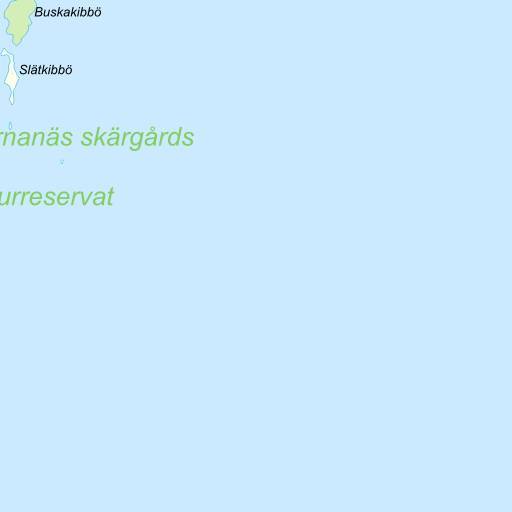 Buskakibbö
Slätkibbö
rnanäs skärgårds
urreservat